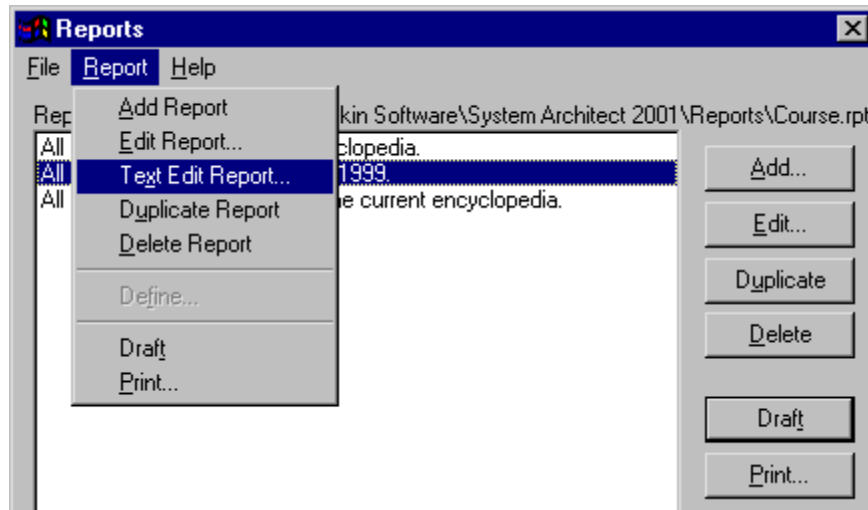 Reports
File Report Help
Rep kin Software\System Architect 2001\Reports\Course.rpt
Add Report
Edit Report...
Text Edit Report...
Duplicate Report
Delete Report
Define...
Draft
Print...
All clopedia.
All 1999.
All he current encyclopedia.
Add...
Edit...
Duplicate
Delete
Draft
Print...